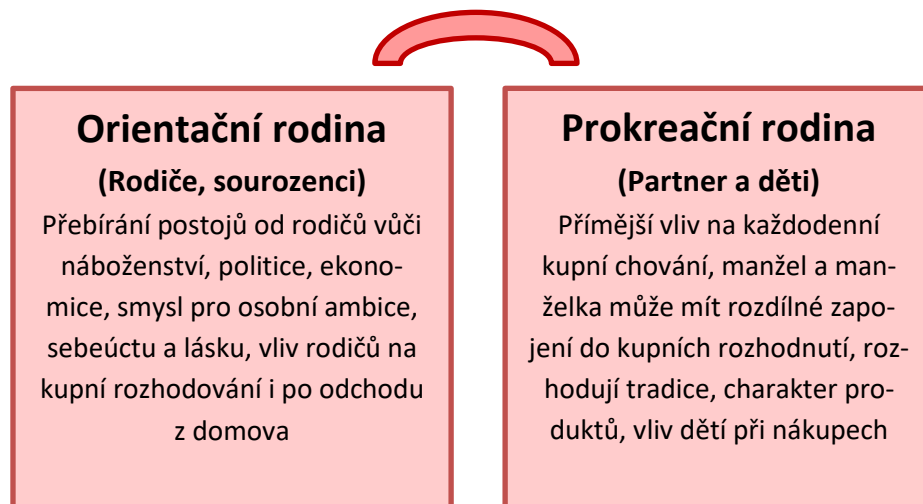 Orientační rodina
(Rodiče, sourozenci)
Přebírání postojů od rodičů vůči
náboženství, politice, ekono-
mice, smysl pro osobní ambice,
sebeúctu a lásku, vliv rodičů na
kupní rozhodování i po odchodu
z domova
Prokreační rodina
(Partner a děti)
Přímější vliv na každodenní
kupní chování, manžel a man-
želka může mít rozdílné zapo-
jení do kupních rozhodnutí, roz-
hodují tradice, charakter pro-
duktů, vliv dětí při nákupech